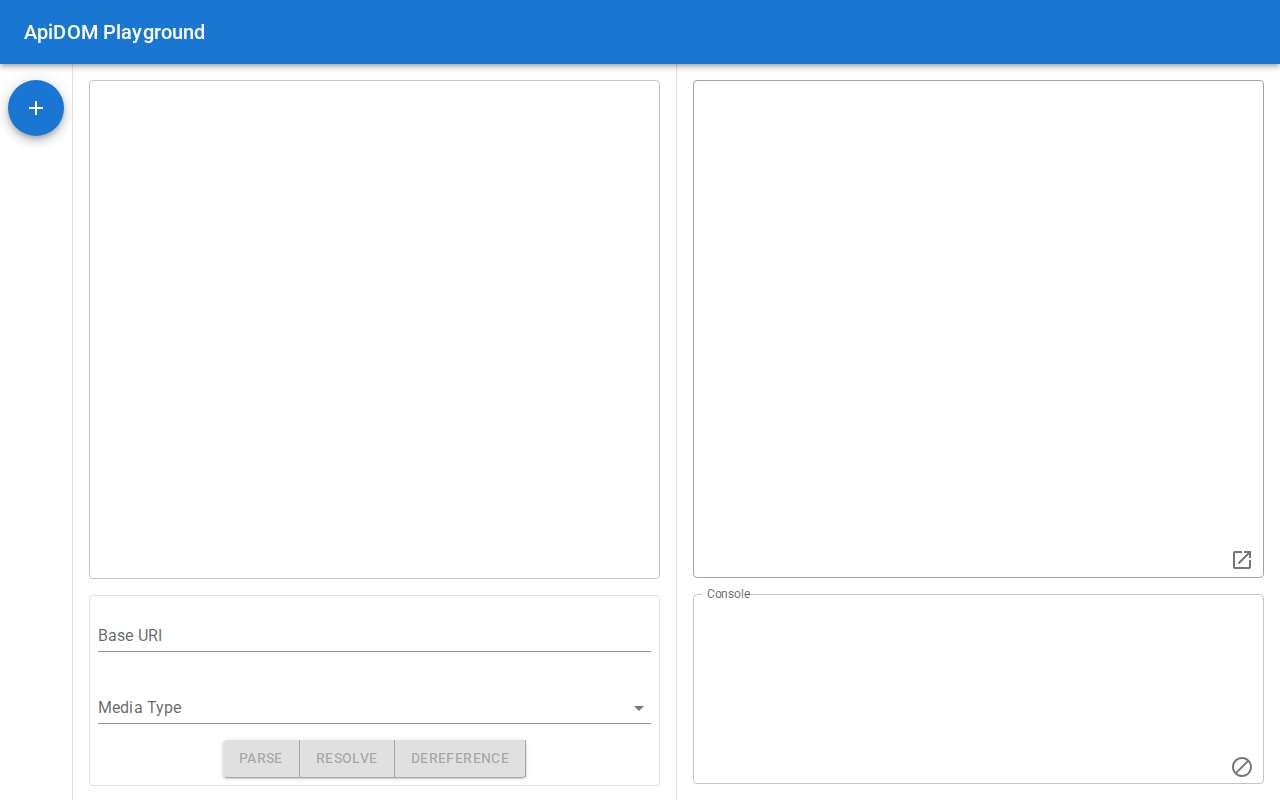 ApiDOM Playground
Console
Base URI
Media Type
PARSE RESOLVE DEREFERENCE